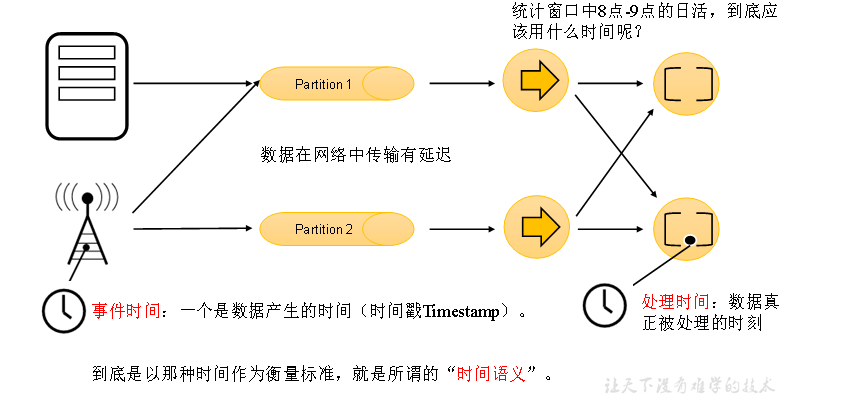 统计窗口中8点-9点的日活，到底应
该用什么时间呢？
Partition 1
数据在网络中传输有延迟
Partition 2
事件时间：一个是数据产生的时间（时间戳Timestamp）。
处理时间：数据真
正被处理的时刻
到底是以那种时间作为衡量标准，就是所谓的“时间语义”。
让天下没有难学的技术